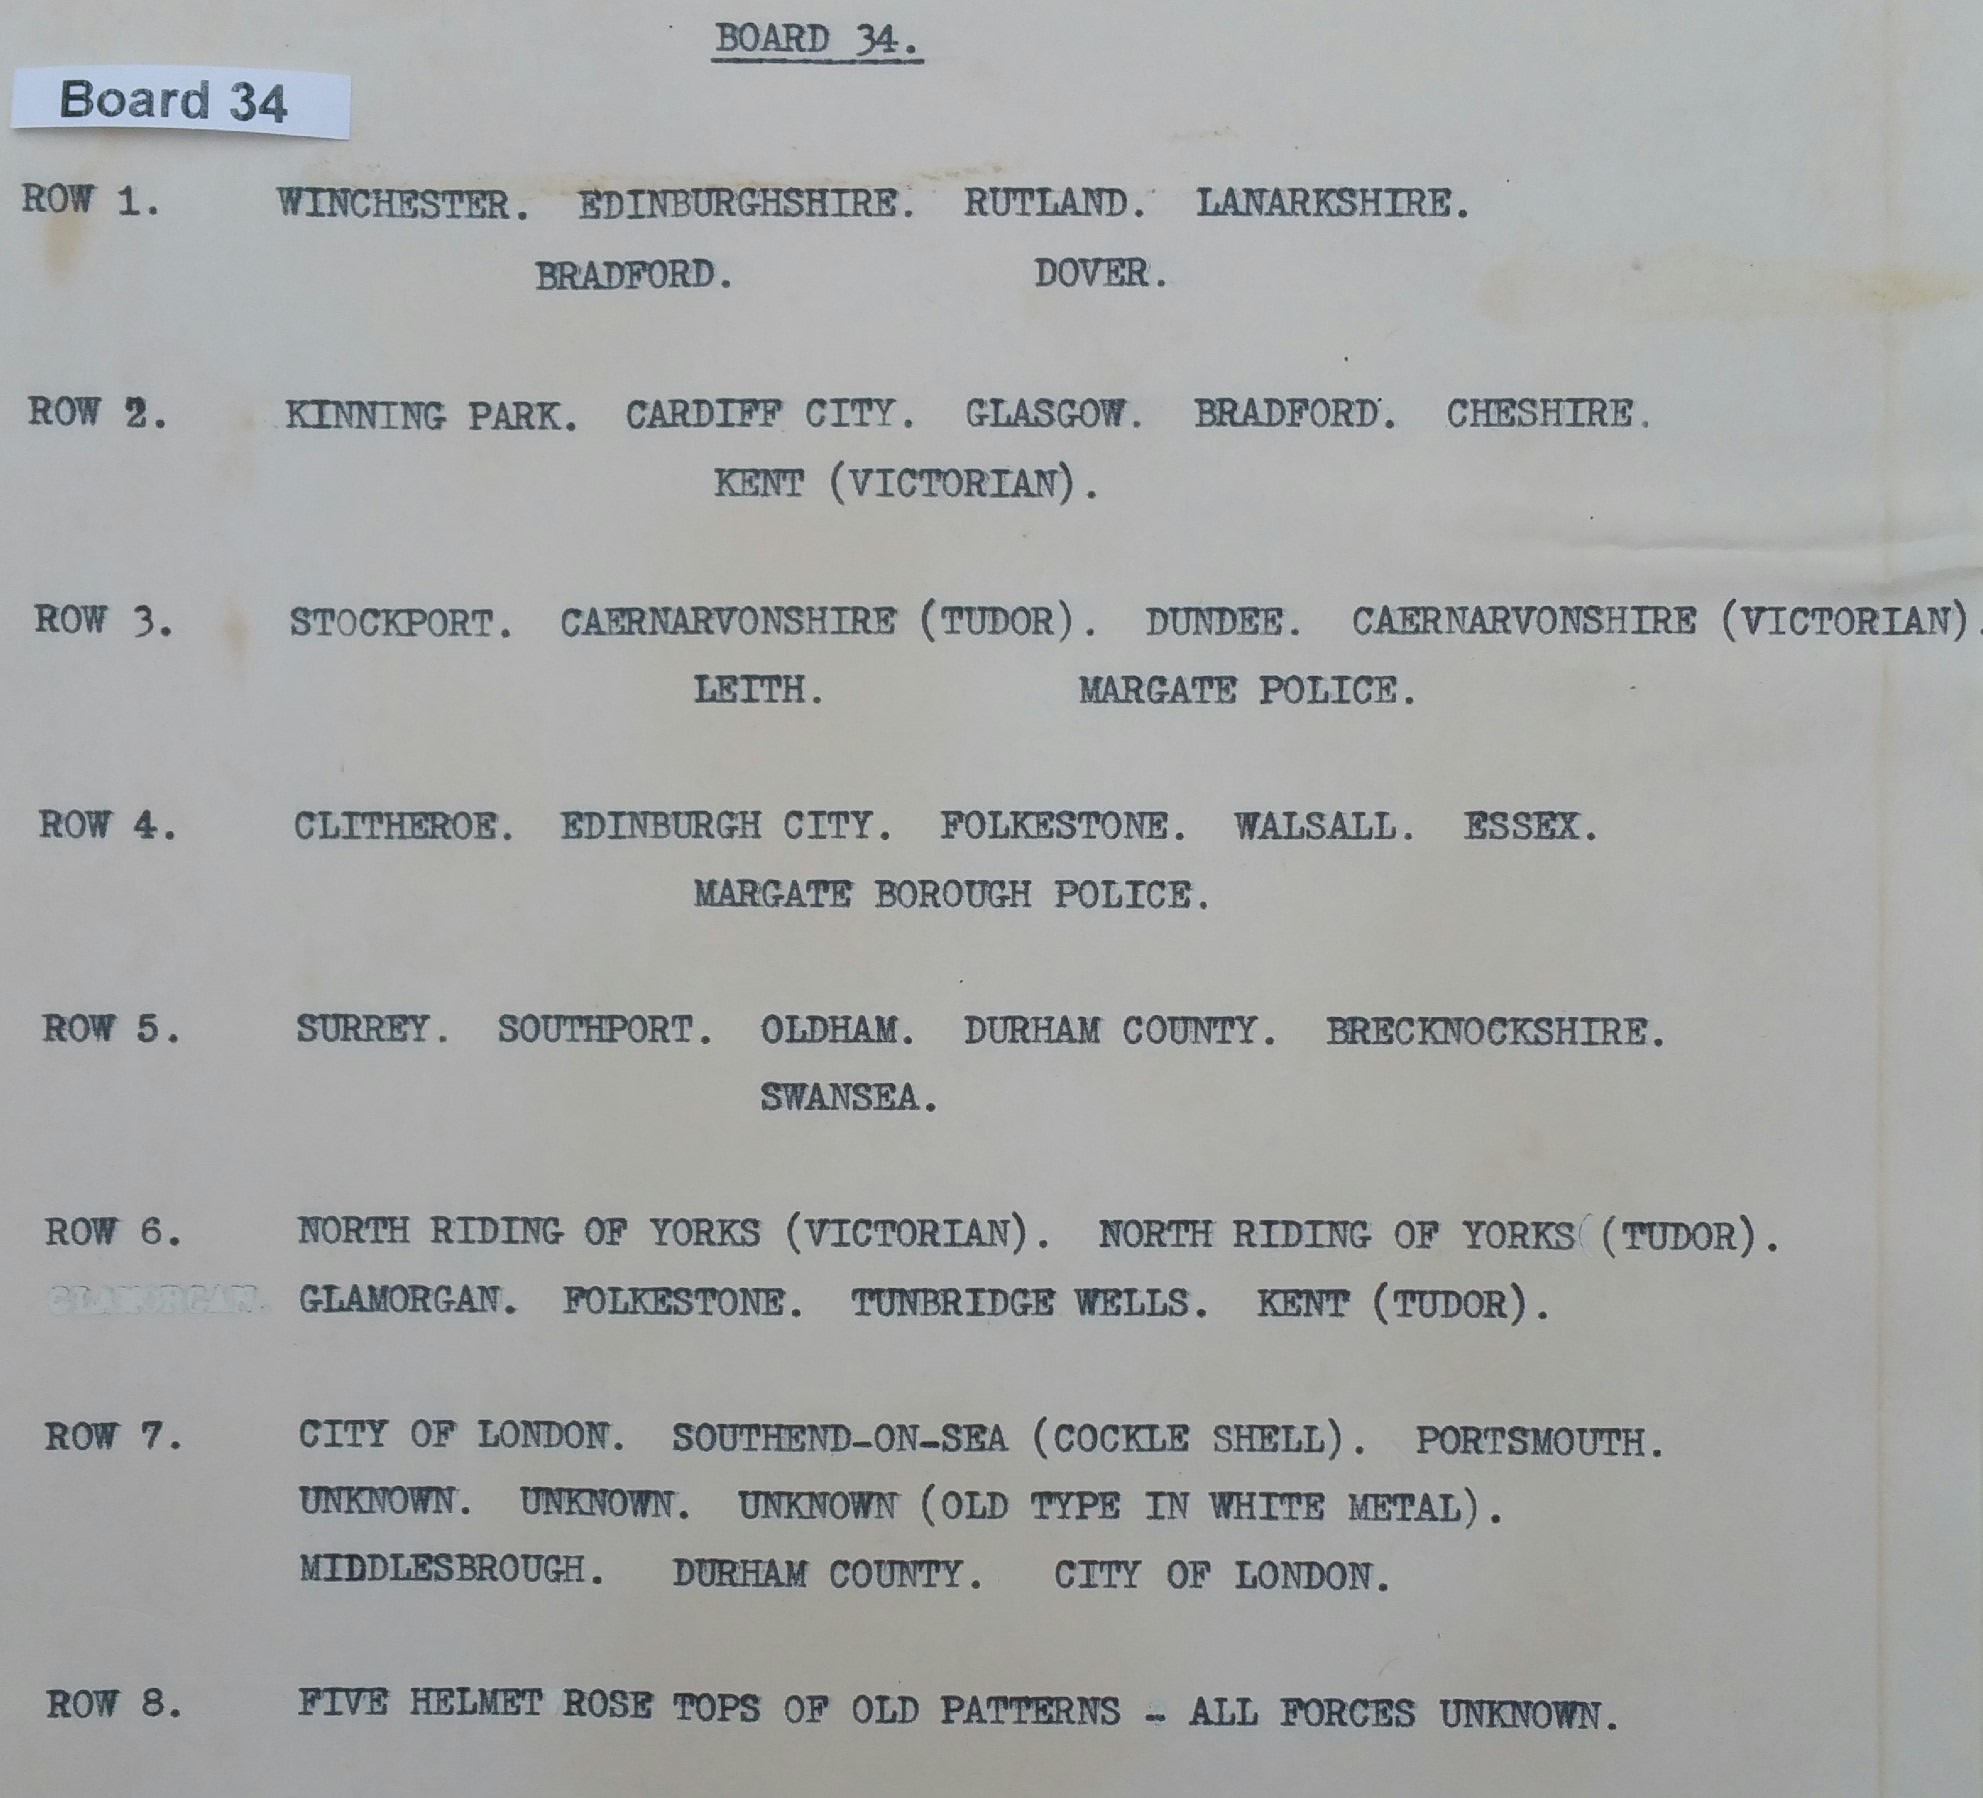 BOARD 34.
Board 34
ROW 1. WINCHESTER. EDINBURGHSHIRE. RUTLAND. LANARKSHIRE.
BRADFORD. DOVER.
ROW 2. KINNING PARK. CARDIFF CITY. GLASGOW. BRADFORD. CHESHIRE.
KENT (VICTORIAN).
ROW 3. STOCKPORT. CAERNARVONSHIRE (TUDOR). DUNDEE. CAERNARVONSHIRE (VICTORIAN).
LEITH. MARGATE POLICE.
ROW 4. CLITHEROE. EDINBURGH CITY. FOLKESTONE. WALSALL. ESSEX.
MARGATE BOROUGH POLICE.
ROW 5. SURREY. SOUTHPORT. OLDHAM. DURHAM COUNTY. BRECKNOCKSHIRE.
SWANSEA.
ROW 6. NORTH RIDING OF YORKS (VICTORIAN). NORTH RIDING OF YORKS (TUDOR).
GLAMORGAN. GLAMORGAN. FOLKESTONE. TUNBRIDGE WELLS. KENT (TUDOR).
ROW 7. CITY OF LONDON. SOUTHEND-ON-SEA (COCKLE SHELL). PORTSMOUTH.
UNKNOWN. UNKNOWN. UNKNOWN (OLD TYPE IN WHITE METAL).
MIDDLESBROUGH. DURHAM COUNTY. CITY OF LONDON.
ROW 8. FIVE HELMET ROSE TOPS OF OLD PATTERNS - ALL FORCES UNKNOWN.